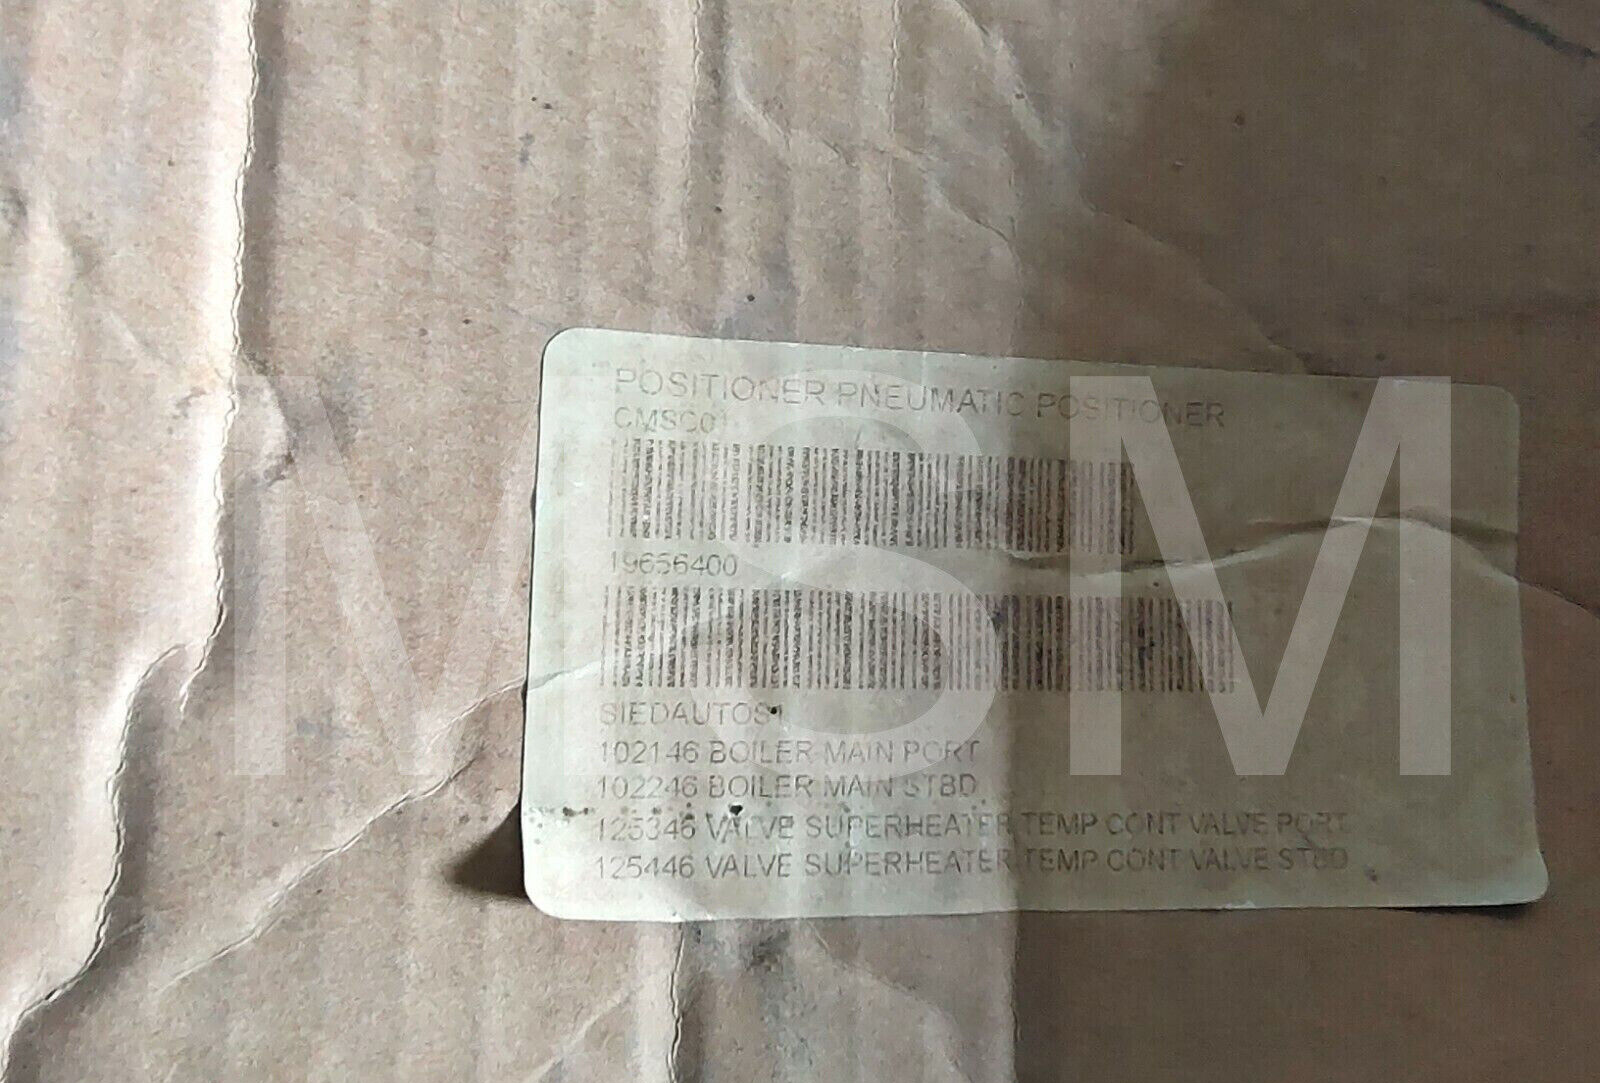 POSITIONER PNEUMATIC POSITIONER
CMSC01
19656400
SIEDAUTOS1
102146 BOILER MAIN PORT
102246 BOILER MAIN STBD
125346 VALVE SUPERHEATER TEMP CONT VALVE PORT
125446 VALVE SUPERHEATER TEMP CONT VALVE STBD
MSM